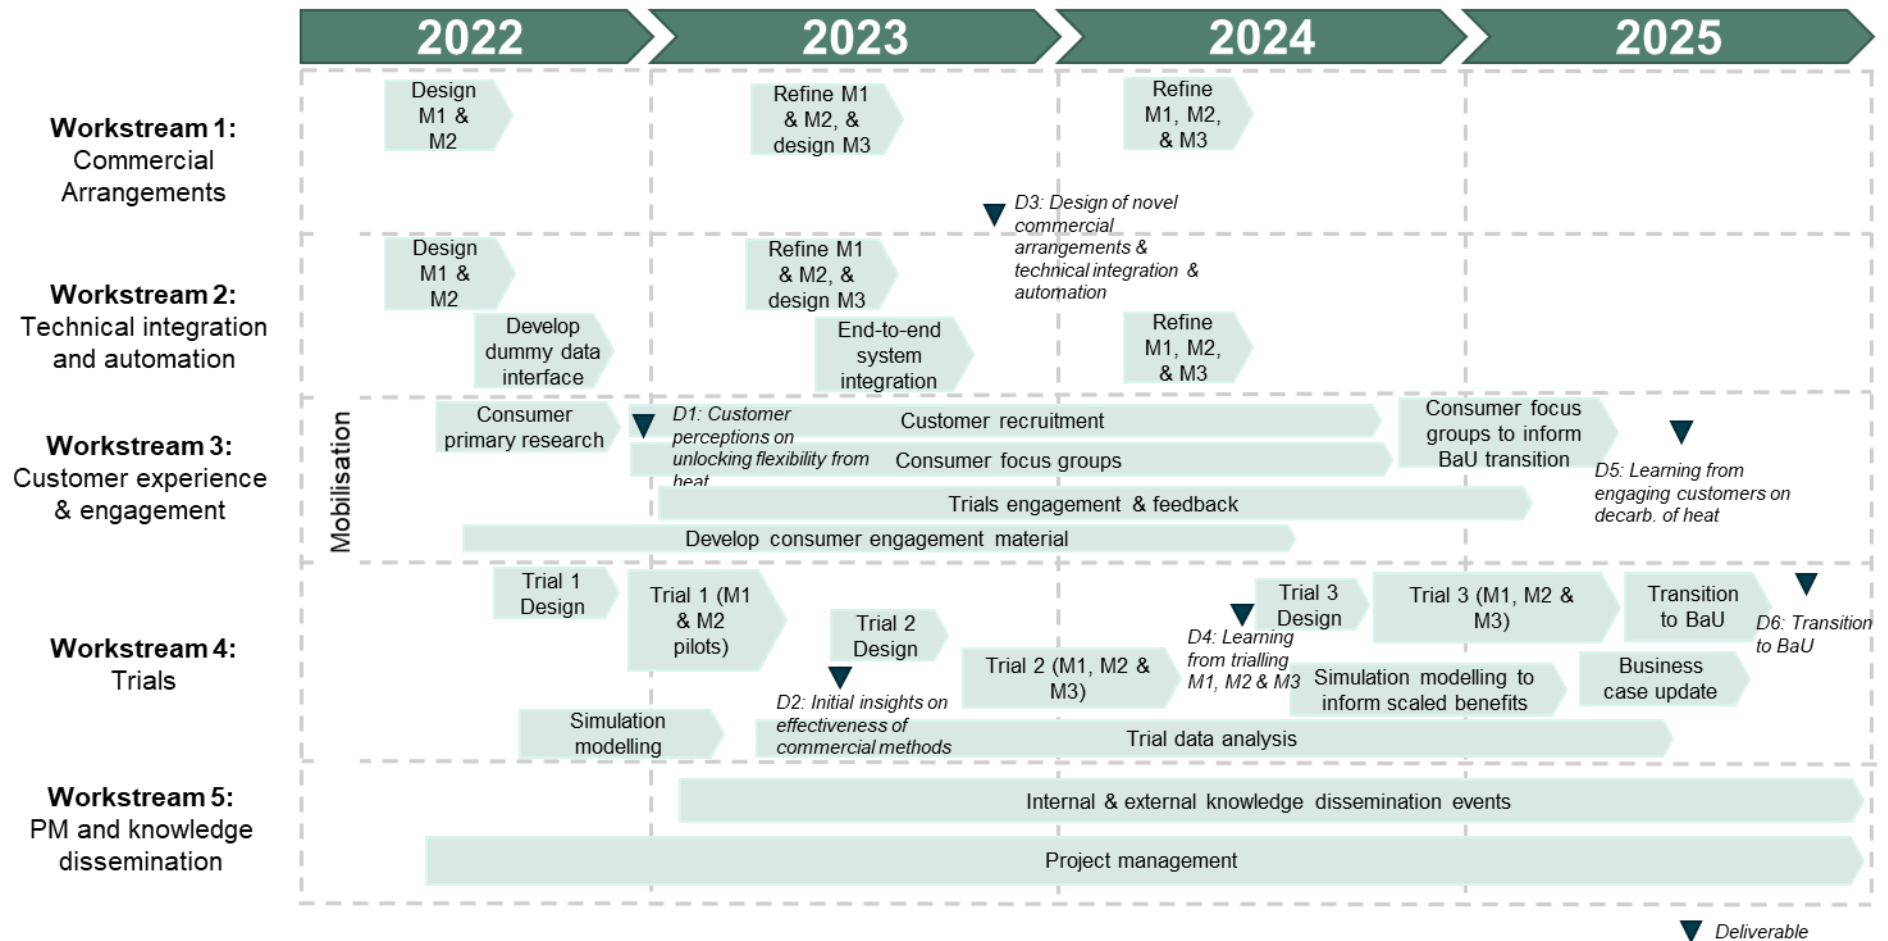 2022
2023
2024
2025
Workstream 1:
Commercial
Arrangements
Design
M1 &
M2
Refine M1
& M2, &
design M3
Refine
M1, M2,
& M3
D3: Design of novel
commercial
arrangements &
technical integration &
automation
Workstream 2:
Technical integration
and automation
Design
M1 &
M2
Develop
dummy data
interface
Refine M1
& M2, &
design M3
End-to-end
system
integration
Refine
M1, M2,
& M3
Mobilisation
Workstream 3:
Customer experience
& engagement
Consumer
primary research
D1: Customer
perceptions on
unlocking flexibility from
heat
Customer recruitment
Consumer focus groups
Consumer focus
groups to inform
BaU transition
D5: Learning from
engaging customers on
decarb. of heat
Trials engagement & feedback
Develop consumer engagement material
Workstream 4:
Trials
Trial 1
Design
Trial 1 (M1
& M2
pilots)
Trial 2
Design
D2: Initial insights on
effectiveness of
commercial methods
Trial 2 (M1, M2 &
M3)
D4: Learning
from trialling
M1, M2 & M3
Trial 3
Design
Trial 3 (M1, M2 &
M3)
Transition
to BaU
D6: Transition
to BaU
Simulation modelling to
inform scaled benefits
Business
case update
Simulation
modelling
Trial data analysis
Workstream 5:
PM and knowledge
dissemination
Internal & external knowledge dissemination events
Project management
Deliverable